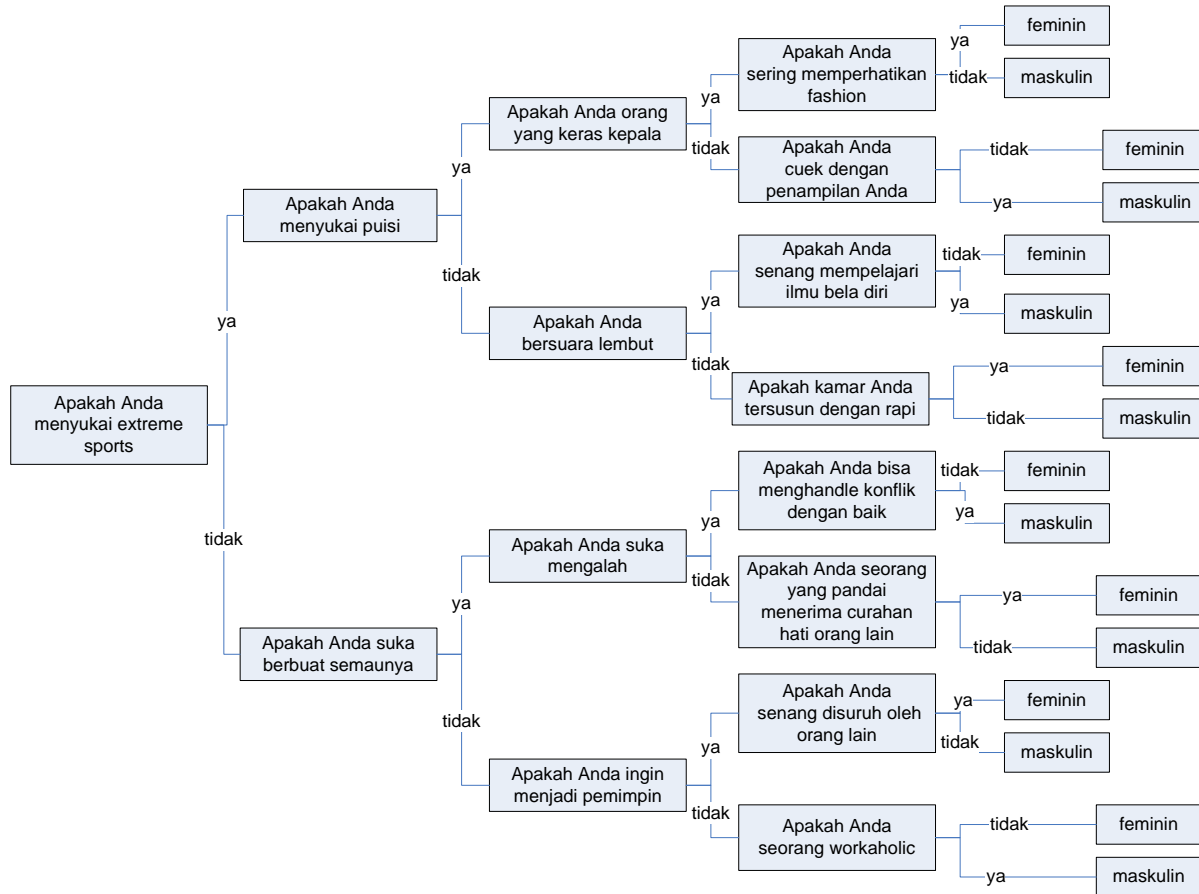 Apakah Anda
menyukai extreme
sports
ya
tidak
Apakah Anda
menyukai puisi
ya
tidak
Apakah Anda suka
berbuat semaunya
ya
tidak
Apakah Anda orang
yang keras kepala
ya
tidak
Apakah Anda
bersuara lembut
ya
tidak
Apakah Anda suka
mengalah
ya
tidak
Apakah Anda ingin
menjadi pemimpin
ya
tidak
Apakah Anda
sering memperhatikan
fashion
ya
feminin
tidak
maskulin
Apakah Anda
cuek dengan
penampilan Anda
tidak
feminin
ya
maskulin
Apakah Anda
senang mempelajari
ilmu bela diri
tidak
feminin
ya
maskulin
Apakah kamar Anda
tersusun dengan rapi
ya
feminin
tidak
maskulin
Apakah Anda bisa
menghandle konflik
dengan baik
tidak
feminin
ya
maskulin
Apakah Anda seorang
yang pandai
menerima curahan
hati orang lain
ya
feminin
tidak
maskulin
Apakah Anda
senang disuruh oleh
orang lain
ya
feminin
tidak
maskulin
Apakah Anda
seorang workaholic
tidak
feminin
ya
maskulin